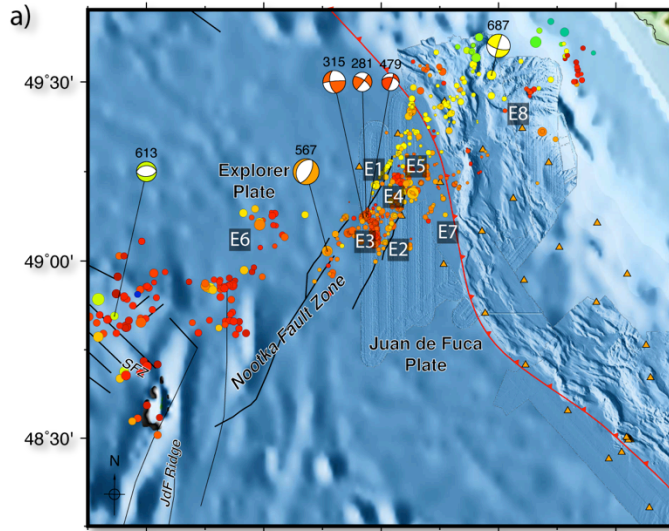 a)
687
315
281
479
49°30'
E8
613
567
Explorer
Plate
E1
E5
E4
E6
E3
E2
E7
49°00'
Nootka Fault Zone
Juan de Fuca
Plate
SFZ
48°30'
N
JdF Ridge